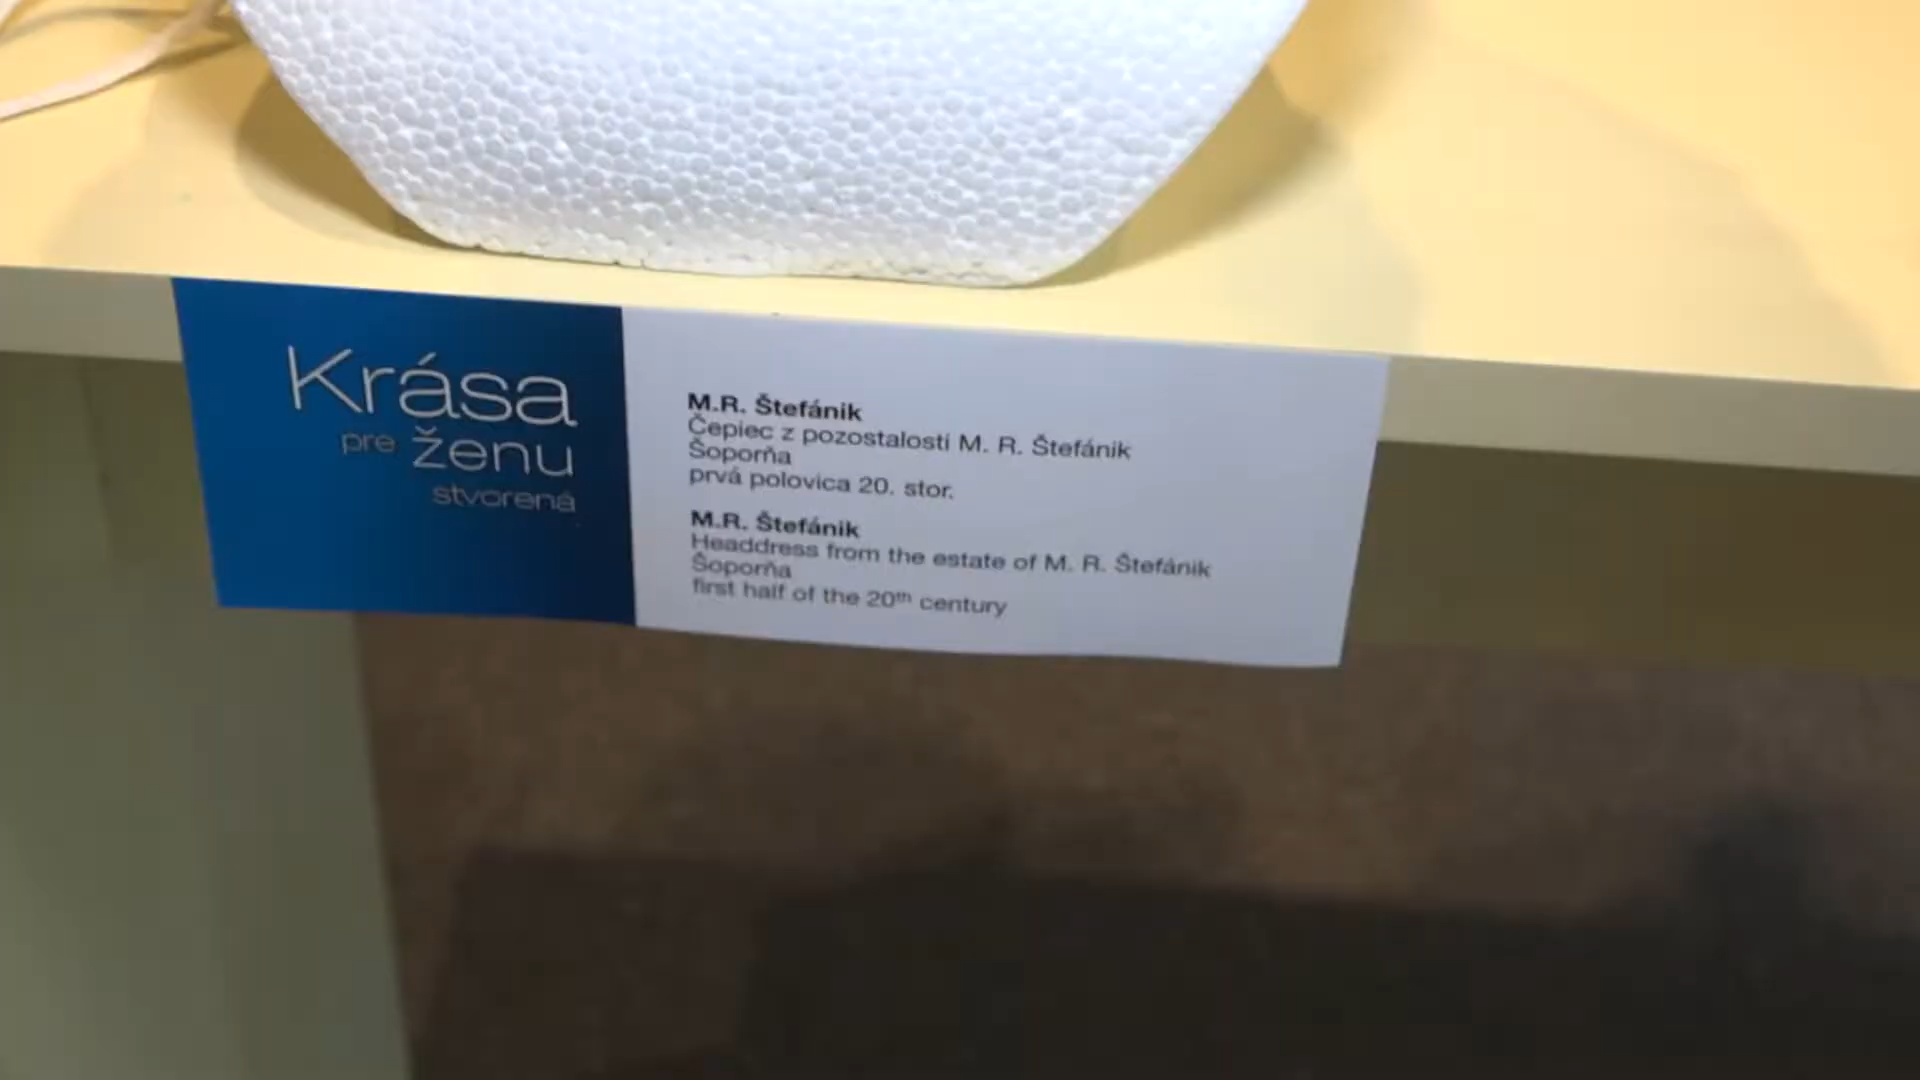 Krása
pre ženu
stvorená
M.R. Štefánik
Čepiec z pozostalosti M. R. Štefánik
Šoporňa
prvá polovica 20. stor.
M.R. Štefánik
Headdress from the estate of M. R. Štefánik
Šoporňa
first half of the 20th century